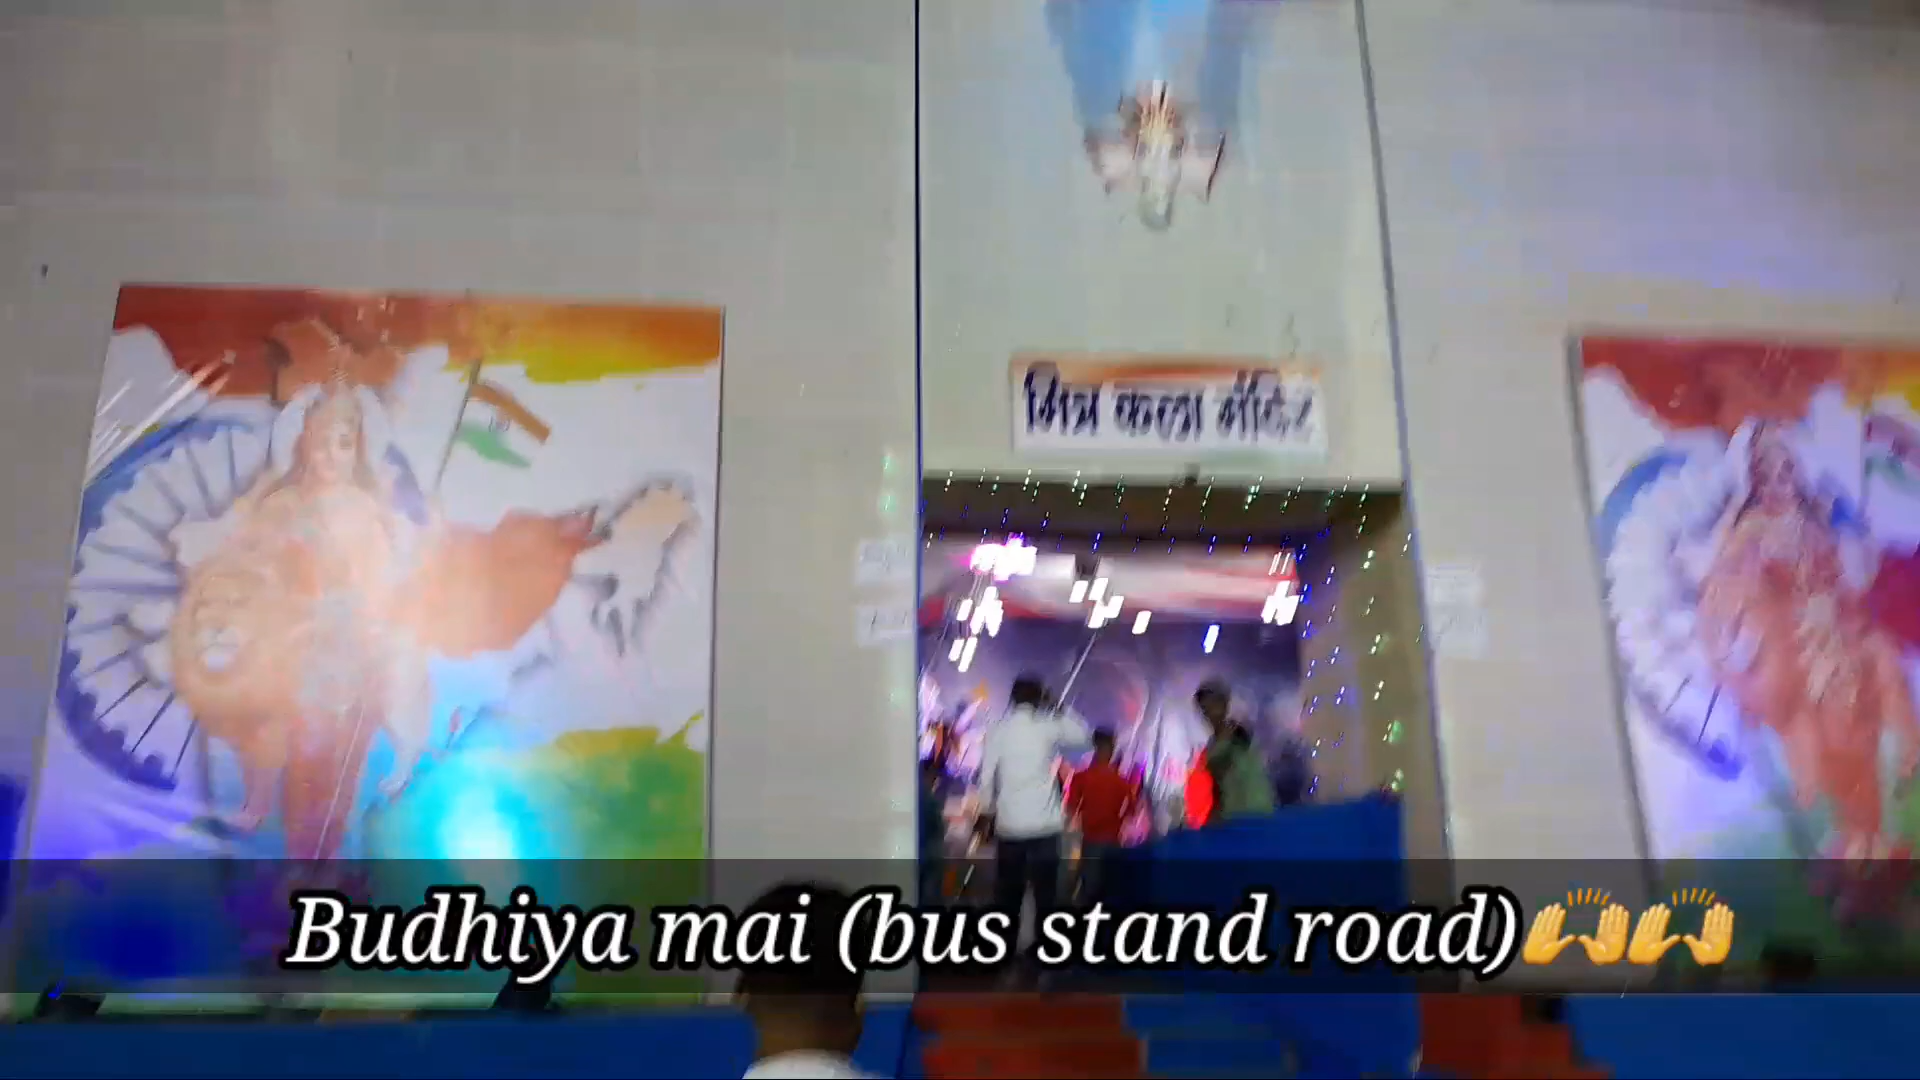 मित्र कला मंदिर
Budhiya mai (bus stand road)🙌🙌